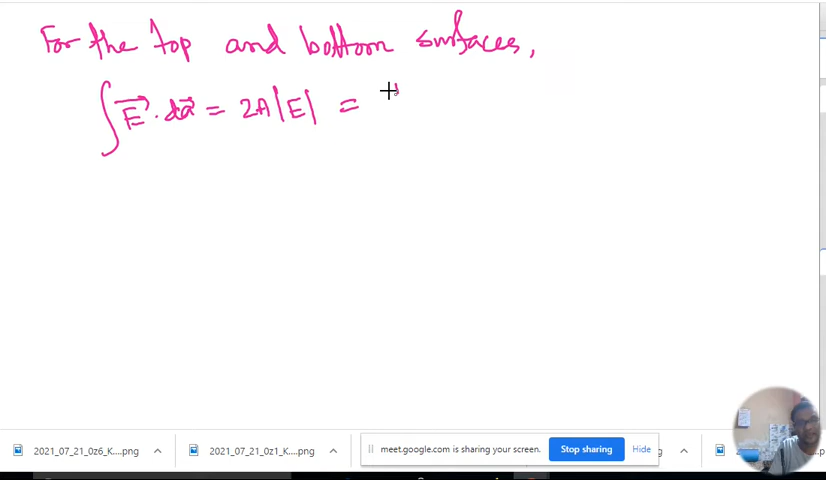 For the top and bottom surfaces,
∫ E⃗ · da⃗ = 2A|E| =
2021_07_21_0z6_K....png
2021_07_21_0z1_K....png
meet.google.com is sharing your screen.
Stop sharing
Hide